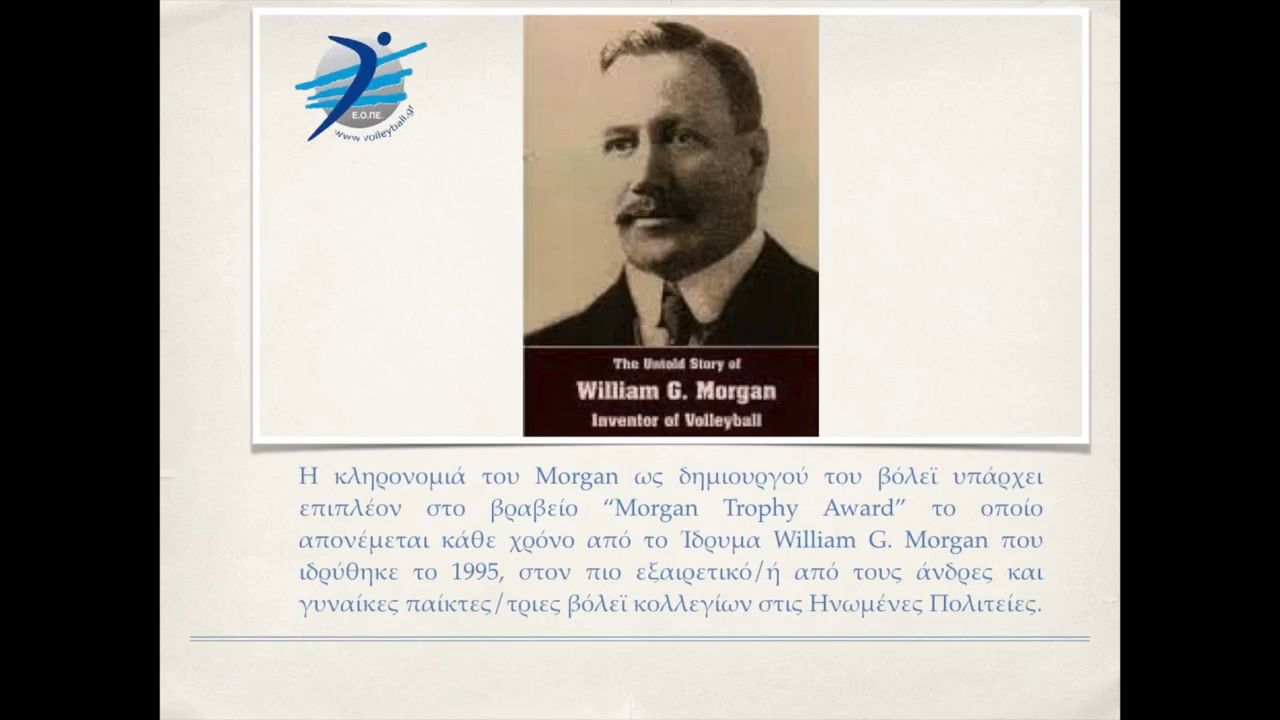 Ε.Ο.ΠΕ.
www.volleyball.gr
The Untold Story of
William G. Morgan
Inventor of Volleyball
Η κληρονομιά του Morgan ως δημιουργού του βόλεϊ υπάρχει
επιπλέον στο βραβείο “Morgan Trophy Award” το οποίο
απονέμεται κάθε χρόνο από το Ίδρυμα William G. Morgan που
ιδρύθηκε το 1995, στον πιο εξαιρετικό/ή από τους άνδρες και
γυναίκες παίκτες/τριες βόλεϊ κολλεγίων στις Ηνωμένες Πολιτείες.